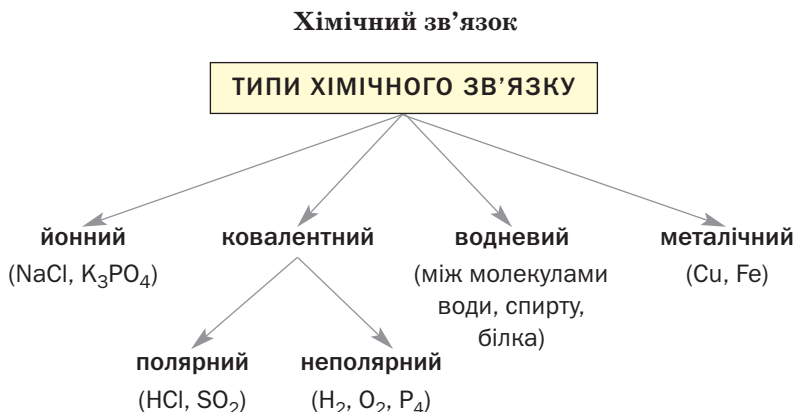 Хімічний зв’язок
ТИПИ ХІМІЧНОГО ЗВ’ЯЗКУ
йонний
(NaCl, K₃PO₄)
ковалентний
полярний
(HCl, SO₂)
неполярний
(H₂, O₂, P₄)
водневий
(між молекулами
води, спирту,
білка)
металічний
(Cu, Fe)